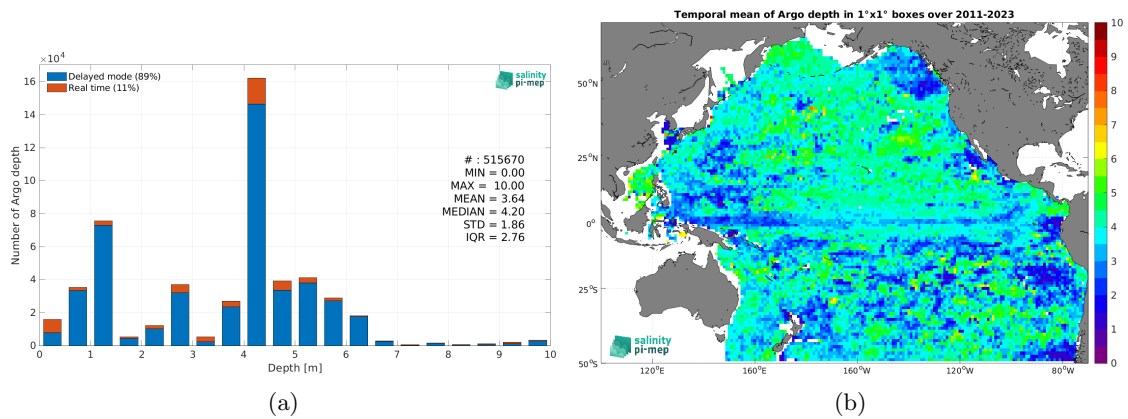 ×10⁴
Delayed mode (89%)
Real time (11%)
salinity
pi-mep
16
14
12
10
8
6
4
2
0
Number of Argo depth
# : 515670
MIN = 0.00
MAX = 10.00
MEAN = 3.64
MEDIAN = 4.20
STD = 1.86
IQR = 2.76
0 1 2 3 4 5 6 7 8 9 10
Depth [m]
(a)
Temporal mean of Argo depth in 1°x1° boxes over 2011-2023
50°N
25°N
0°
25°S
50°S
120°E 160°E 160°W 120°W 80°W
salinity
pi-mep
10
9
8
7
6
5
4
3
2
1
0
(b)